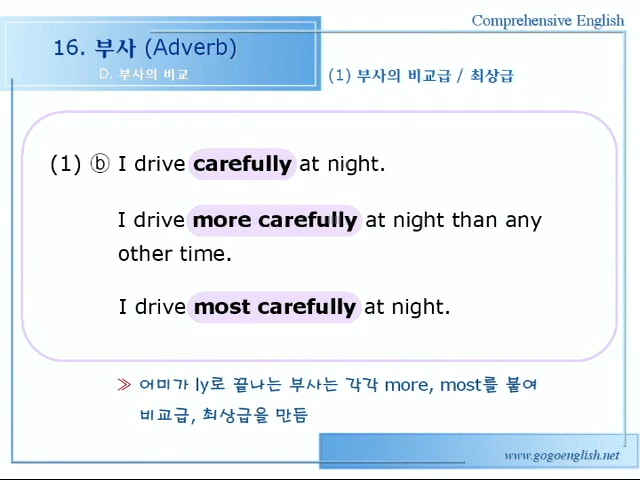 Comprehensive English
16. 부사 (Adverb)
D. 부사의 비교
(1) 부사의 비교급 / 최상급
(1) ⓑ I drive carefully at night.
I drive more carefully at night than any
other time.
I drive most carefully at night.
≫ 어미가 ly로 끝나는 부사는 각각 more, most를 붙여
비교급, 최상급을 만듬
www.gogoenglish.net